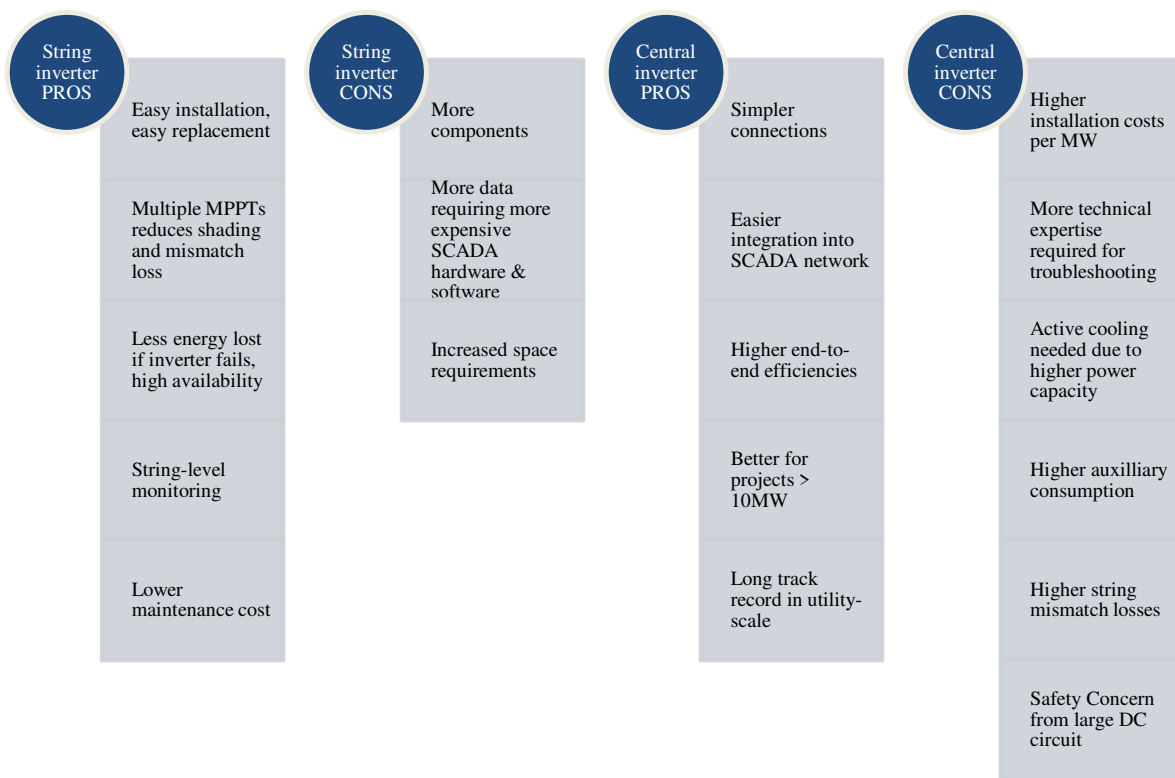 String
inverter
PROS
Easy installation,
easy replacement
Multiple MPPTs
reduces shading
and mismatch
loss
Less energy lost
if inverter fails,
high availability
String-level
monitoring
Lower
maintenance cost
String
inverter
CONS
More
components
More data
requiring more
expensive
SCADA
hardware &
software
Increased space
requirements
Central
inverter
PROS
Simpler
connections
Easier
integration into
SCADA network
Higher end-to-
end efficiencies
Better for
projects >
10MW
Long track
record in utility-
scale
Central
inverter
CONS
Higher
installation costs
per MW
More technical
expertise
required for
troubleshooting
Active cooling
needed due to
higher power
capacity
Higher auxilliary
consumption
Higher string
mismatch losses
Safety Concern
from large DC
circuit